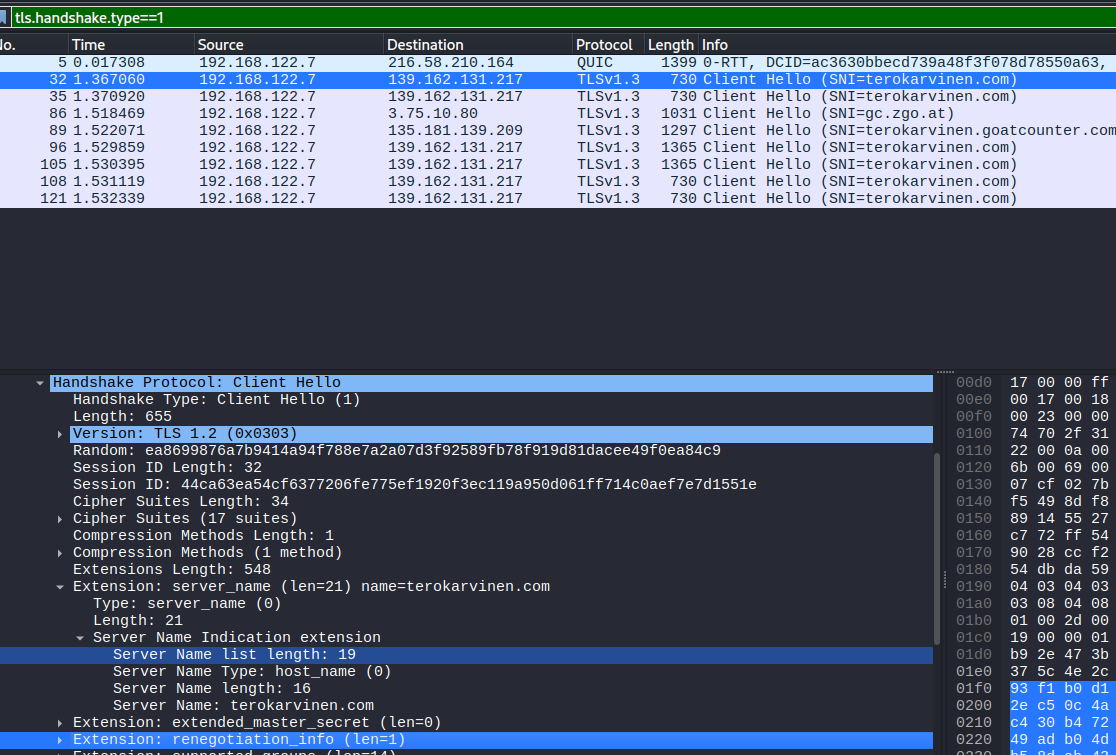 tls.handshake.type==1
No. Time Source Destination Protocol Length Info
5 0.017308 192.168.122.7 216.58.210.164 QUIC 1399 0-RTT, DCID=ac3630bbecd739a48f3f078d78550a63,
32 1.367060 192.168.122.7 139.162.131.217 TLSv1.3 730 Client Hello (SNI=terokarvinen.com)
35 1.370920 192.168.122.7 139.162.131.217 TLSv1.3 730 Client Hello (SNI=terokarvinen.com)
86 1.518469 192.168.122.7 3.75.10.80 TLSv1.3 1031 Client Hello (SNI=gc.zgo.at)
89 1.522071 192.168.122.7 135.181.139.209 TLSv1.3 1297 Client Hello (SNI=terokarvinen.goatcounter.com
96 1.529859 192.168.122.7 139.162.131.217 TLSv1.3 1365 Client Hello (SNI=terokarvinen.com)
105 1.530395 192.168.122.7 139.162.131.217 TLSv1.3 1365 Client Hello (SNI=terokarvinen.com)
108 1.531119 192.168.122.7 139.162.131.217 TLSv1.3 730 Client Hello (SNI=terokarvinen.com)
121 1.532339 192.168.122.7 139.162.131.217 TLSv1.3 730 Client Hello (SNI=terokarvinen.com)
Handshake Protocol: Client Hello
Handshake Type: Client Hello (1)
Length: 655
Version: TLS 1.2 (0x0303)
Random: ea8699876a7b9414a94f788e7a2a07d3f92589fb78f919d81dacee49f0ea84c9
Session ID Length: 32
Session ID: 44ca63ea54cf6377206fe775ef1920f3ec119a950d061ff714c0aef7e7d1551e
Cipher Suites Length: 34
Cipher Suites (17 suites)
Compression Methods Length: 1
Compression Methods (1 method)
Extensions Length: 548
Extension: server_name (len=21) name=terokarvinen.com
Type: server_name (0)
Length: 21
Server Name Indication extension
Server Name list length: 19
Server Name Type: host_name (0)
Server Name length: 16
Server Name: terokarvinen.com
Extension: extended_master_secret (len=0)
Extension: renegotiation_info (len=1)
Extension: supported_groups (len=14)
00d0 17 00 00 ff
00e0 00 17 00 18
00f0 00 23 00 00
0100 74 70 2f 31
0110 22 00 0a 00
0120 6b 00 69 00
0130 07 cf 02 7b
0140 f5 49 8d f8
0150 89 14 55 27
0160 c7 72 ff 54
0170 90 28 cc f2
0180 54 db da 59
0190 04 03 04 03
01a0 03 08 04 08
01b0 01 00 2d 00
01c0 19 00 00 01
01d0 b9 2e 47 3b
01e0 37 5c 4e 2c
01f0 93 f1 b0 d1
0200 2e c5 0c 4a
0210 c4 30 b4 72
0220 49 ad b0 4d